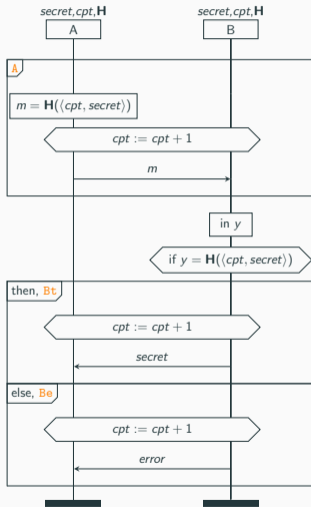 secret,cpt,H secret,cpt,H
A B
A
m = H(⟨cpt, secret⟩)
cpt := cpt + 1
m
in y
if y = H(⟨cpt, secret⟩)
then, Bt
cpt := cpt + 1
secret
else, Be
cpt := cpt + 1
error